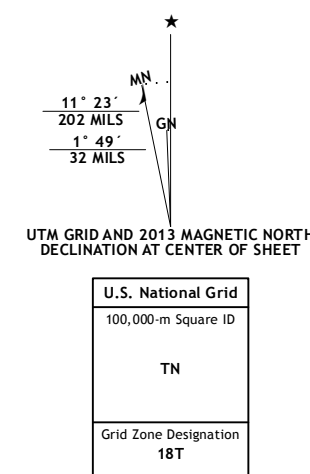 ★
MN
11° 23´
202 MILS
GN
1° 49´
32 MILS
UTM GRID AND 2013 MAGNETIC NORTH
DECLINATION AT CENTER OF SHEET
U.S. National Grid
100,000-m Square ID
TN
Grid Zone Designation
18T